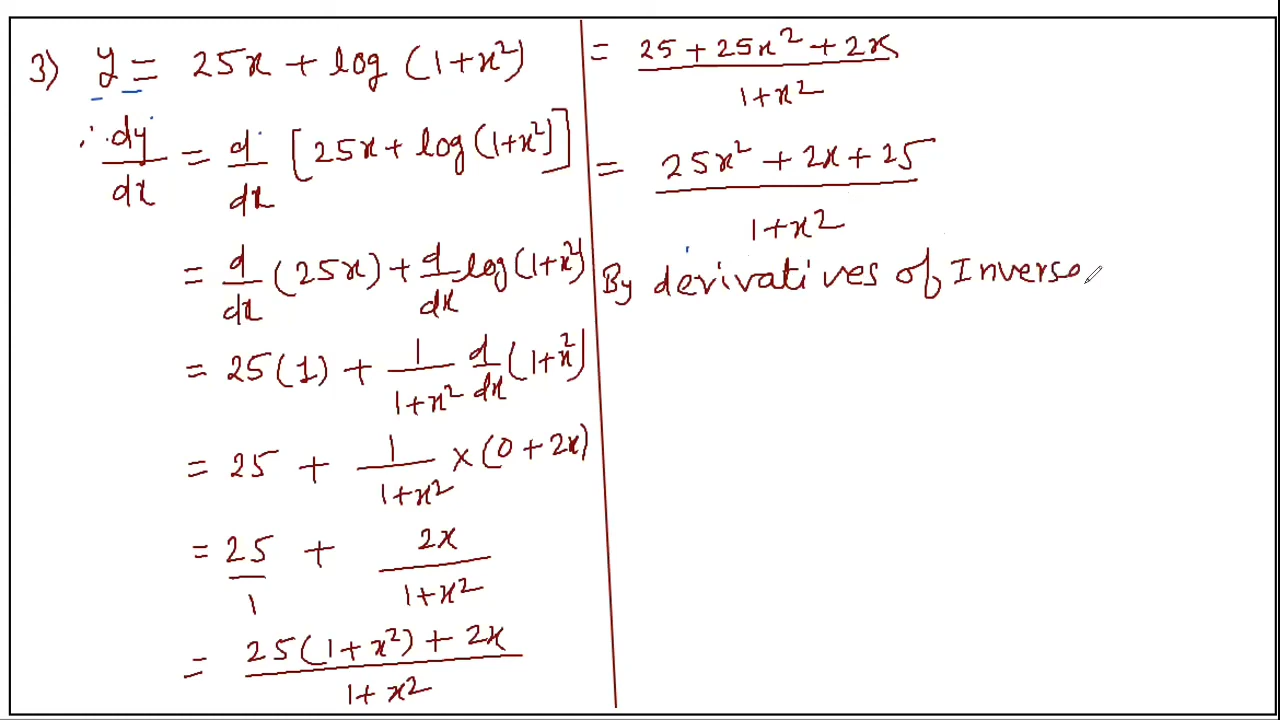 3) y = 25x + log (1+x²)
∴ dy/dx = d/dx [25x + log(1+x²)]
= d/dx (25x) + d/dx log(1+x²)
= 25(1) + 1/(1+x²) d/dx (1+x²)
= 25 + 1/(1+x²) × (0 + 2x)
= 25/1 + 2x/(1+x²)
= (25(1+x²) + 2x)/(1+x²)
= (25 + 25x² + 2x)/(1+x²)
= (25x² + 2x + 25)/(1+x²)
By derivatives of Inverse